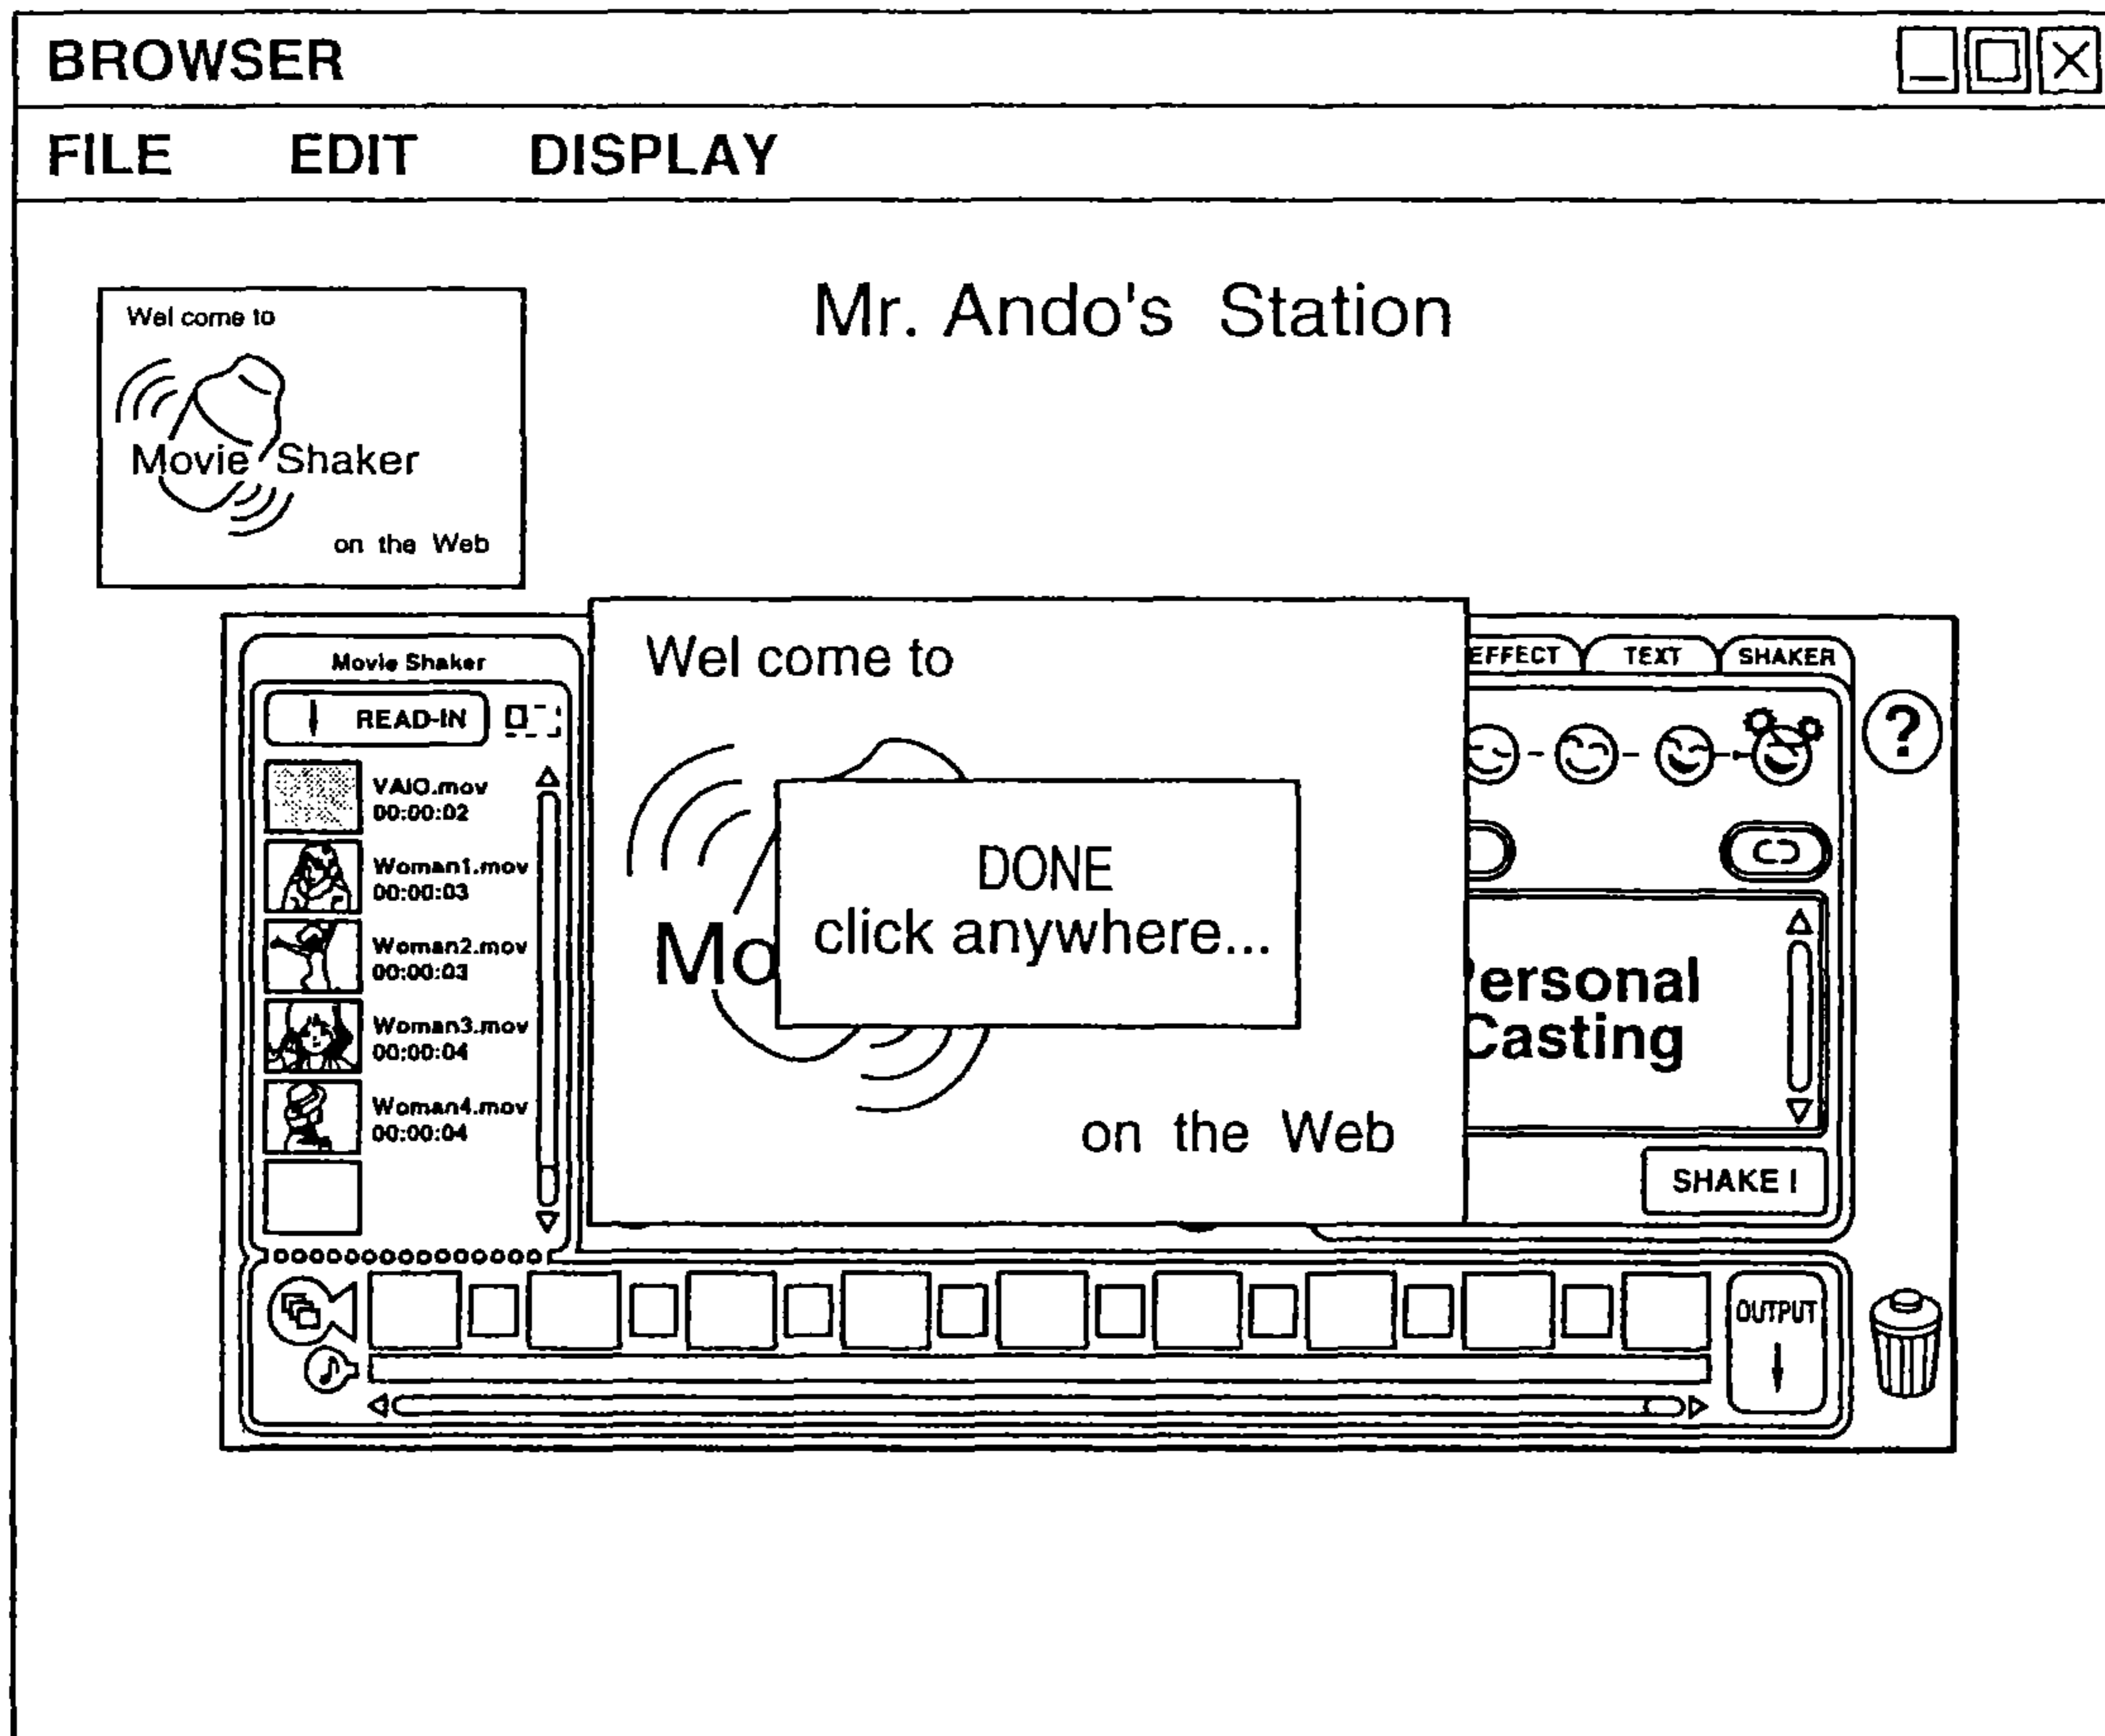 BROWSER
FILE EDIT DISPLAY
Wel come to
Movie Shaker
on the Web
Mr. Ando's Station
Movie Shaker
READ-IN
VAIO.mov
00:00:02
Woman1.mov
00:00:03
Woman2.mov
00:00:03
Woman3.mov
00:00:04
Woman4.mov
00:00:04
Wel come to
Mo
DONE
click anywhere...
on the Web
EFFECT TEXT SHAKER
?
ersonal
Casting
SHAKE !
OUTPUT